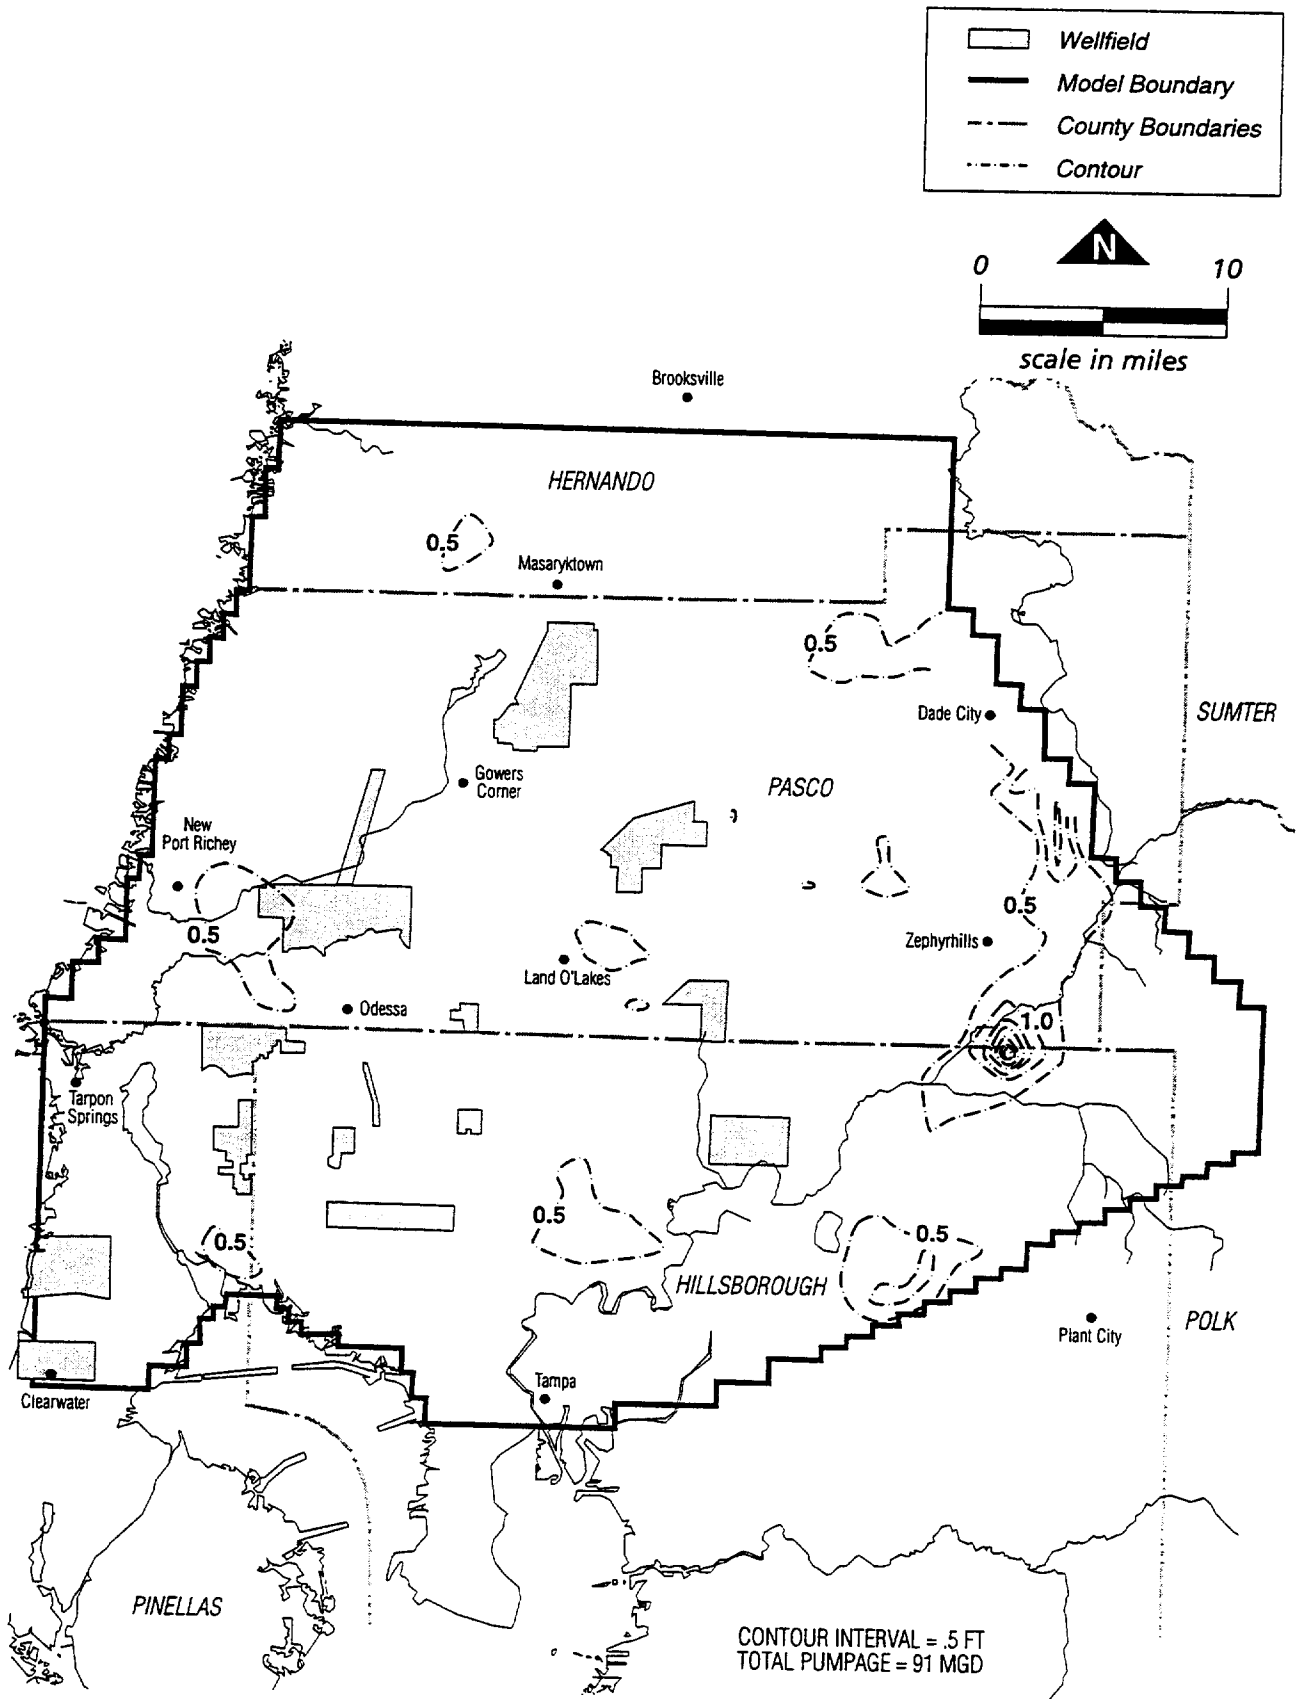 Wellfield
Model Boundary
County Boundaries
Contour
N
0
10
scale in miles
Brooksville
HERNANDO
0.5
Masaryktown
0.5
Dade City
SUMTER
Gowers
Corner
PASCO
New
Port Richey
0.5
0.5
Zephyrhills
Land O'Lakes
Odessa
1.0
Tarpon
Springs
0.5
0.5
0.5
HILLSBOROUGH
Plant City
POLK
Tampa
Clearwater
PINELLAS
CONTOUR INTERVAL = .5 FT
TOTAL PUMPAGE = 91 MGD